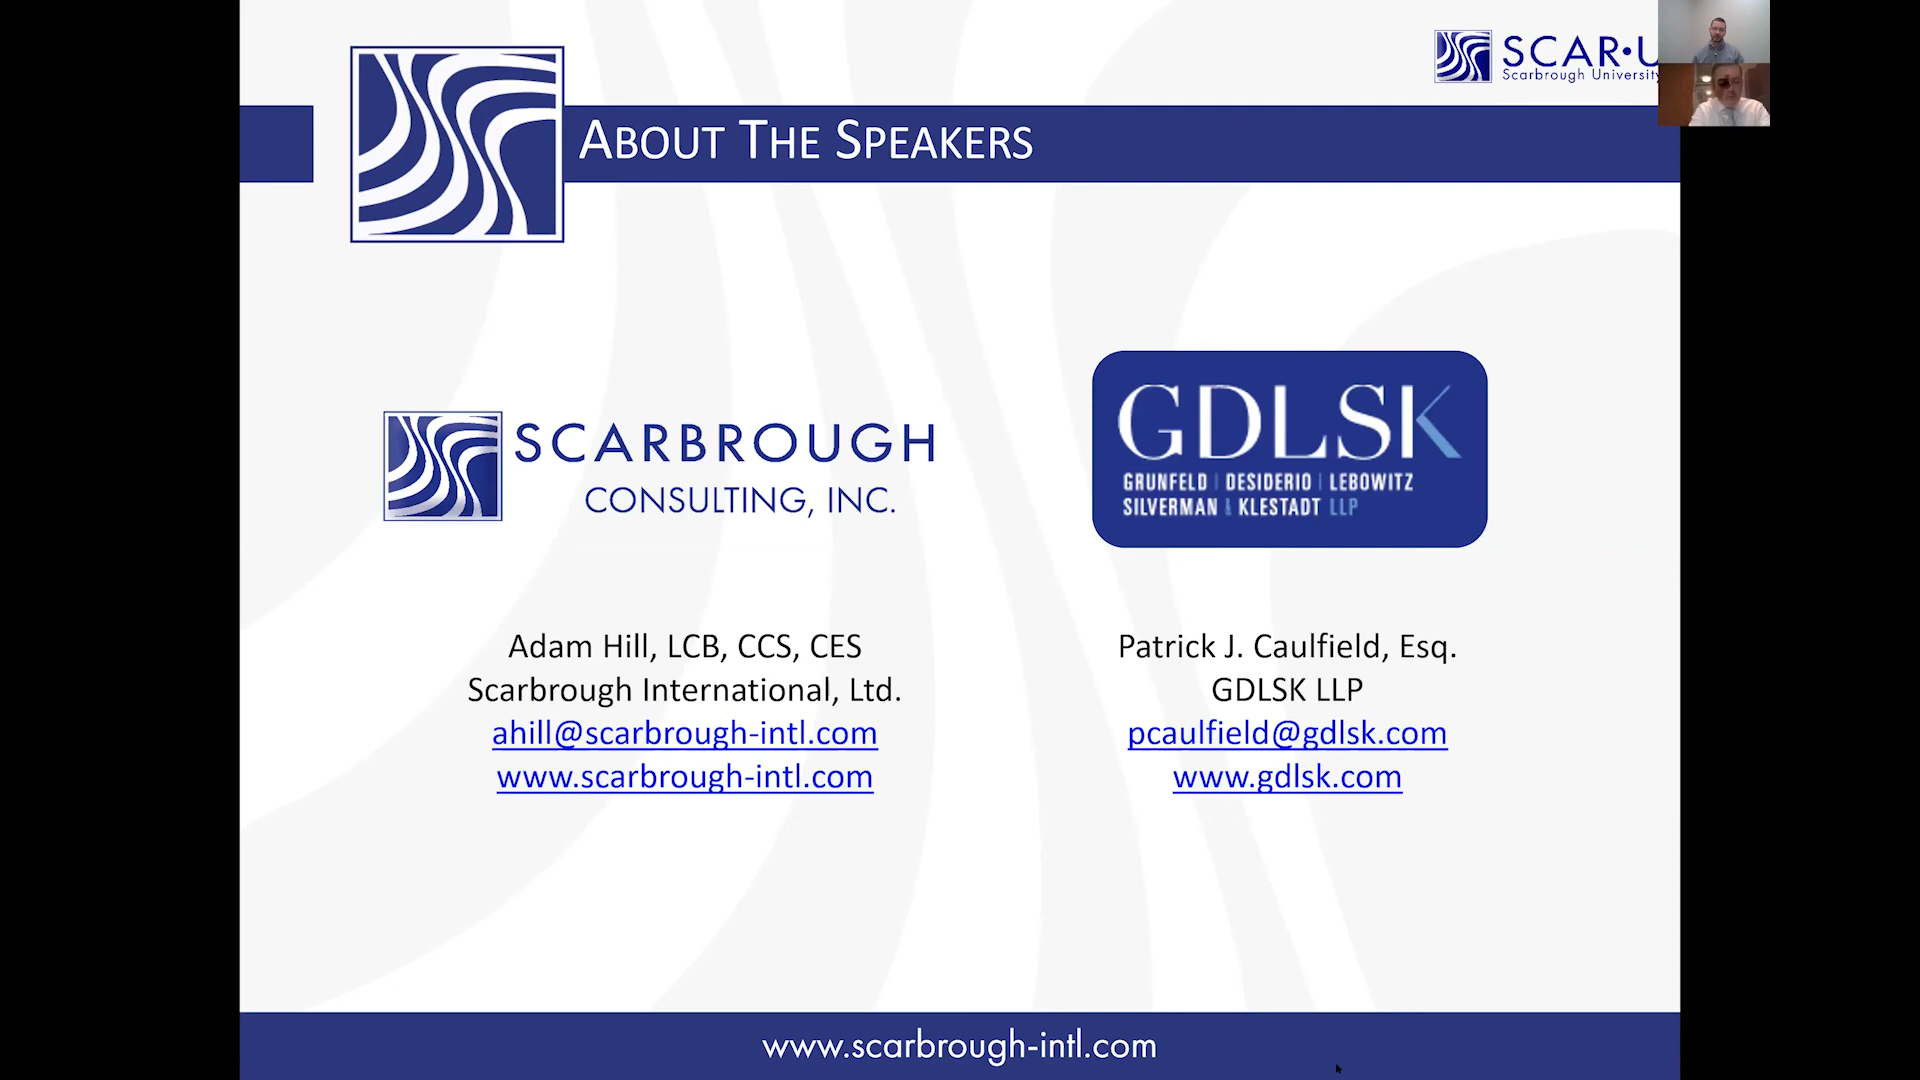 SCAR•U
Scarbrough University
ABOUT THE SPEAKERS
SCARBROUGH
CONSULTING, INC.
GDLSK
GRUNFELD | DESIDERIO | LEBOWITZ
SILVERMAN & KLESTADT LLP
Adam Hill, LCB, CCS, CES
Scarbrough International, Ltd.
ahill@scarbrough-intl.com
www.scarbrough-intl.com
Patrick J. Caulfield, Esq.
GDLSK LLP
pcaulfield@gdlsk.com
www.gdlsk.com
www.scarbrough-intl.com